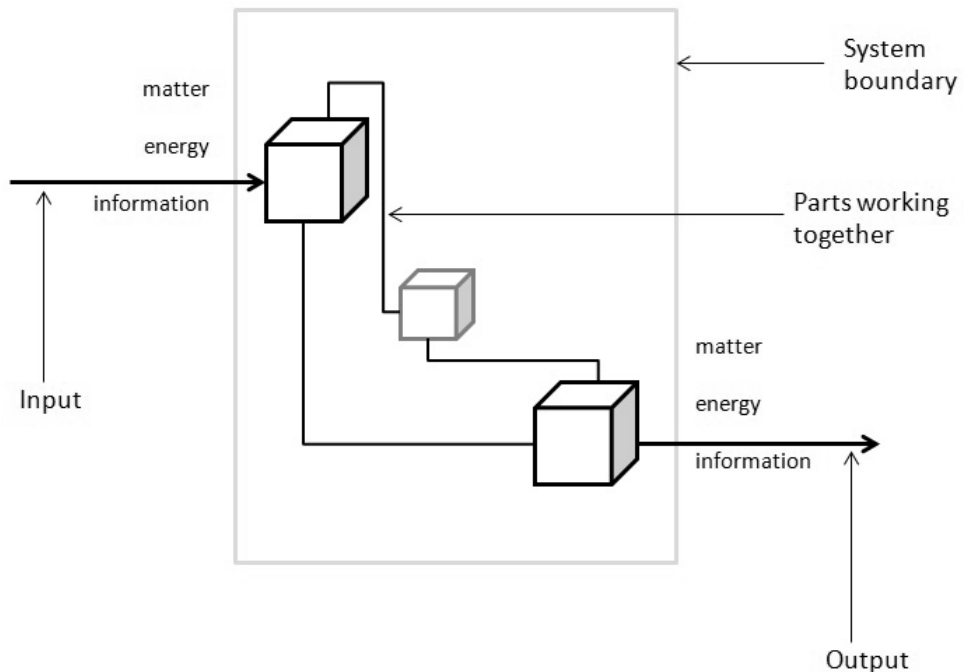 System
boundary
matter
energy
information
Parts working
together
Input
matter
energy
information
Output